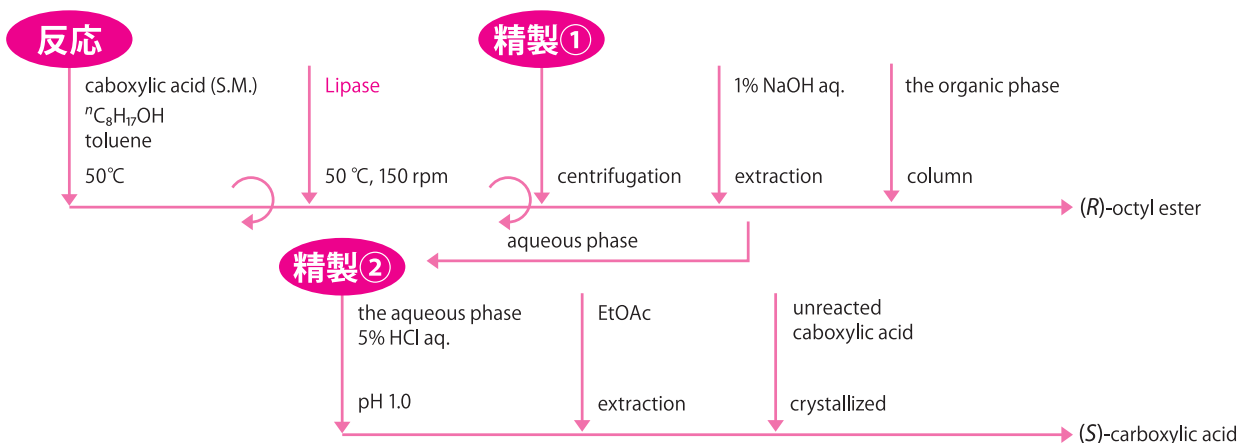 反応
caboxylic acid (S.M.)
ⁿC₈H₁₇OH
toluene
50℃
Lipase
50 ℃, 150 rpm
精製①
centrifugation
1% NaOH aq.
extraction
the organic phase
column
(R)-octyl ester
aqueous phase
精製②
the aqueous phase
5% HCl aq.
pH 1.0
EtOAc
extraction
unreacted
caboxylic acid
crystallized
(S)-carboxylic acid